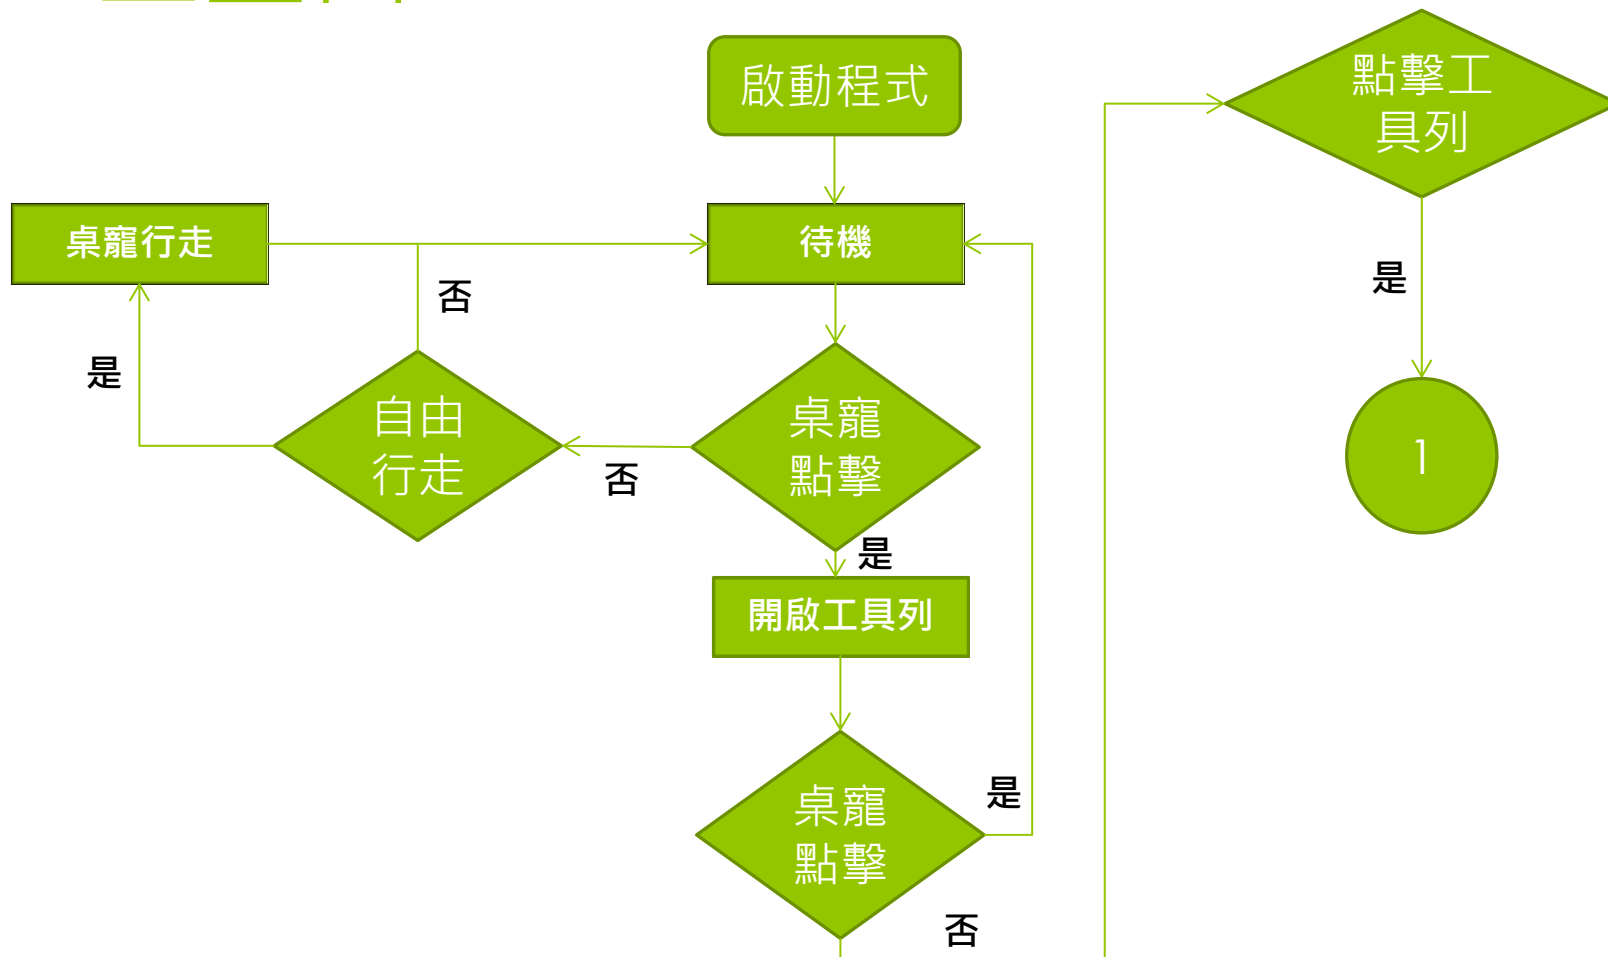 啟動程式
點擊工
具列
桌寵行走
待機
否
是
是
自由
行走
桌寵
點擊
否
1
是
開啟工具列
桌寵
點擊
是
否